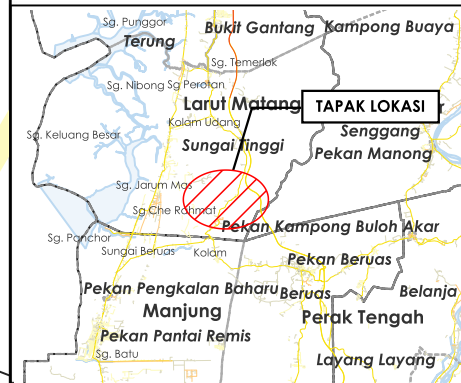 Sg. Punggor
Bukit Gantang
Kampong Buaya
Terung
Sg. Temerlok
Sg. Nibong
Sg Perotan
Larut Matang
TAPAK LOKASI
Kolam Udang
Sg. Keluang Besar
Senggang
Sungai Tinggi
Pekan Manong
Sg. Jarum Mas
Sg Che Rahmat
Pekan Kampong Buloh Akar
Sg. Panchor
Sungai Beruas
Kolam
Pekan Beruas
Pekan Pengkalan Baharu
Beruas
Belanja
Manjung
Perak Tengah
Pekan Pantai Remis
Sg. Batu
Layang Layang